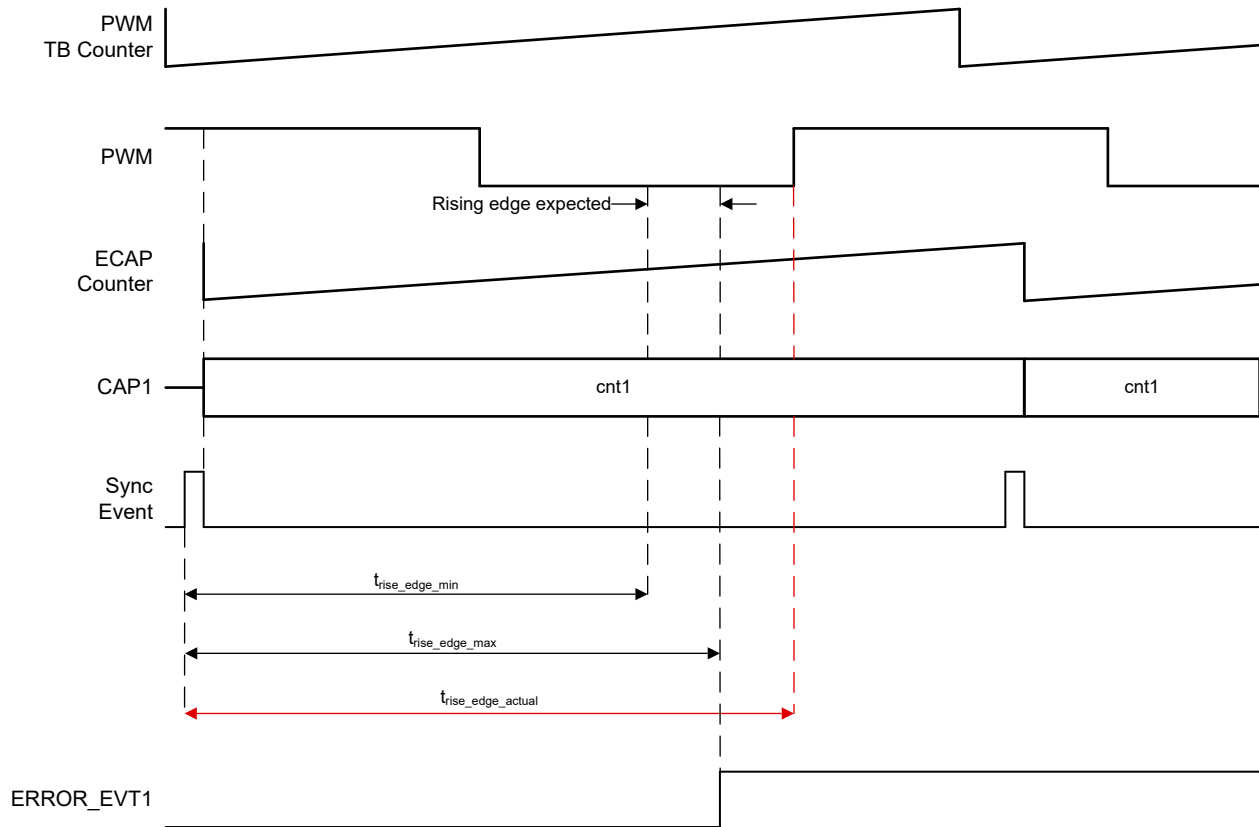 PWM
TB Counter
PWM
Rising edge expected
ECAP
Counter
CAP1
cnt1
cnt1
Sync
Event
trise_edge_min
trise_edge_max
trise_edge_actual
ERROR_EVT1